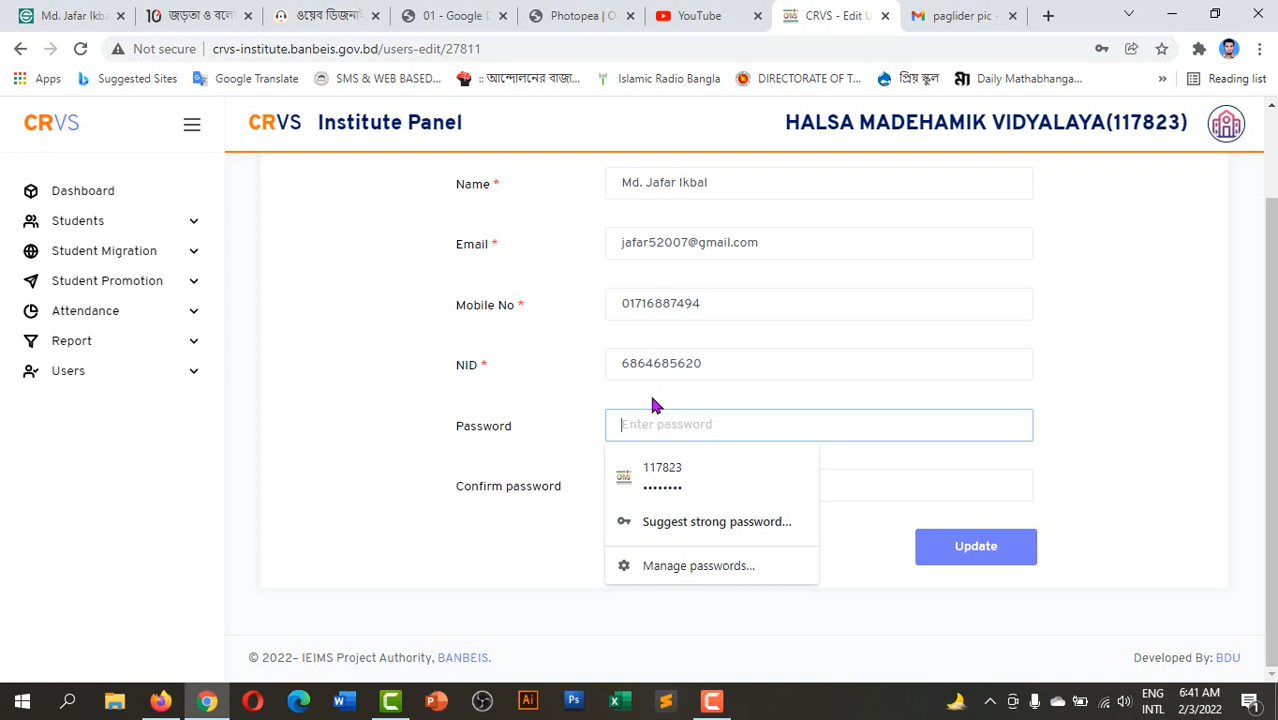 Md. Jafar Ikba
জড়তা ও বলে
ওয়েব ডিজাই
01 - Google D
Photopea | O
YouTube
CRVS - Edit U
paglider pic -
Not secure
crvs-institute.banbeis.gov.bd/users-edit/27811
Apps
Suggested Sites
Google Translate
SMS & WEB BASED...
:: আন্দোলনের বাজা...
Islamic Radio Bangla
DIRECTORATE OF T...
প্রিয় স্কুল
Daily Mathabhanga...
»
Reading list
CRVS
CRVS Institute Panel
HALSA MADEHAMIK VIDYALAYA(117823)
Dashboard
Students
Student Migration
Student Promotion
Attendance
Report
Users
Name *
Md. Jafar Ikbal
Email *
jafar52007@gmail.com
Mobile No *
01716887494
NID *
6864685620
Password
Enter password
117823
••••••••
Suggest strong password...
Manage passwords...
Confirm password
Update
© 2022– IEIMS Project Authority, BANBEIS.
Developed By: BDU
ENG
INTL
6:41 AM
2/3/2022